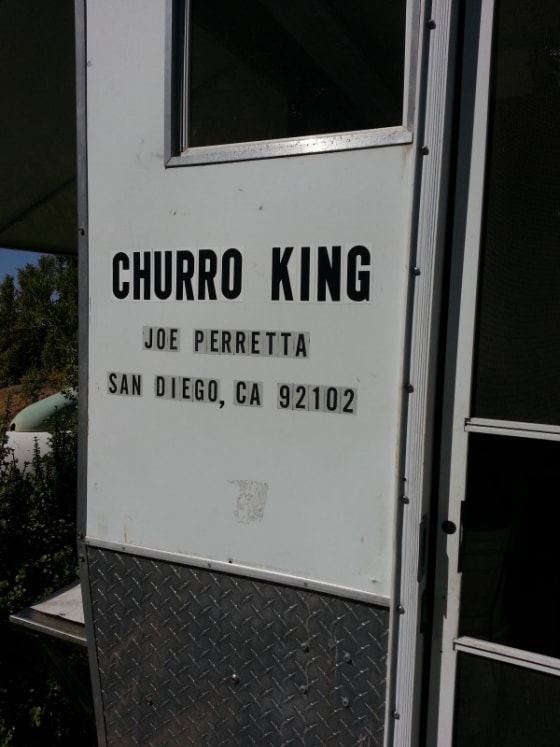 CHURRO KING
JOE PERRETTA
SAN DIEGO, CA 92102